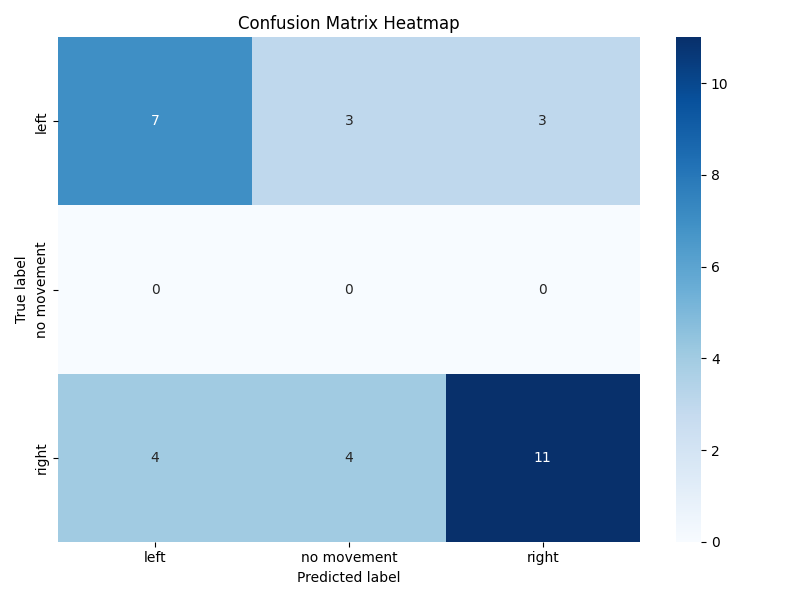 Confusion Matrix Heatmap
True label
left
7 3 3
no movement
0 0 0
right
4 4 11
left no movement right
Predicted label
10
8
6
4
2
0